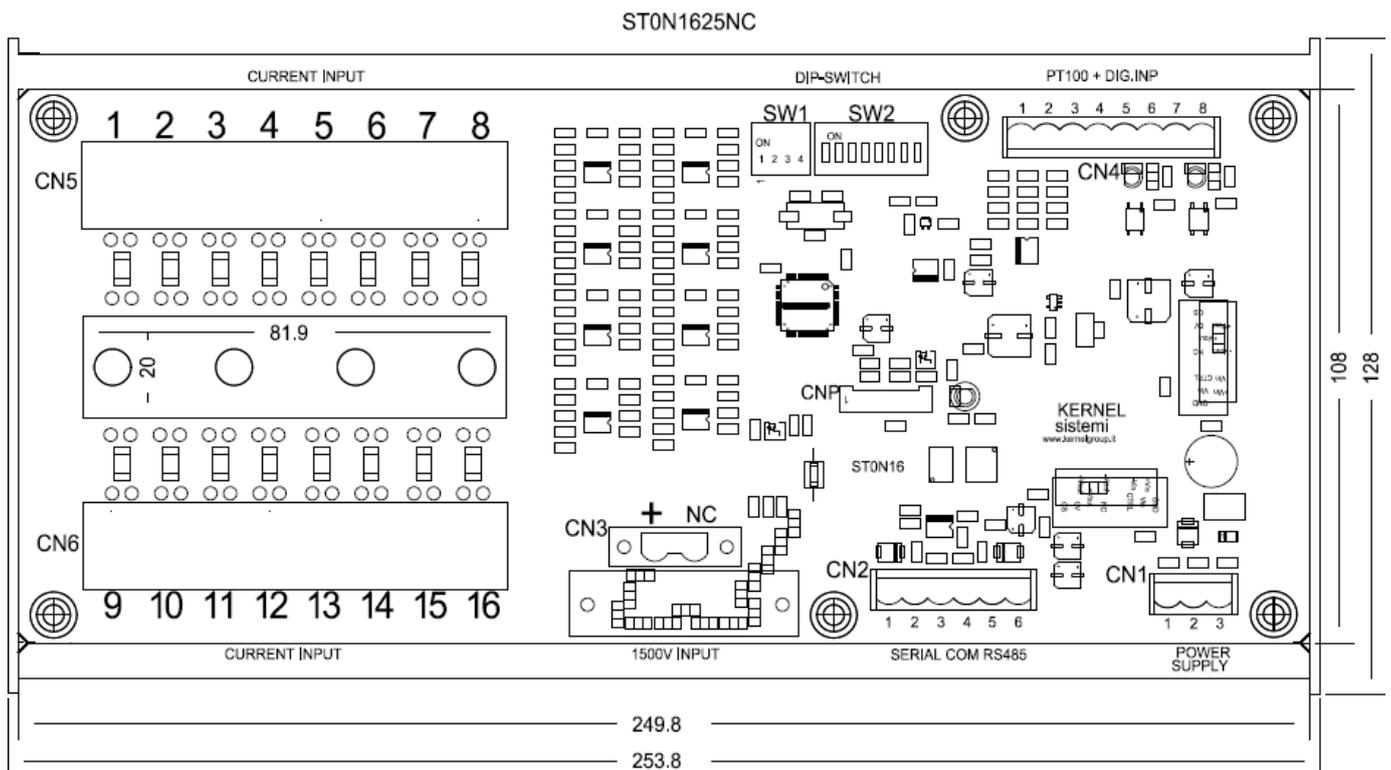 ST0N1625NC
CURRENT INPUT
DIP-SWITCH
PT100 + DIG.INP
1 2 3 4 5 6 7 8
SW1
SW2
1 2 3 4 5 6 7 8
ON
ON
1 2 3 4
CN5
CN4
81.9
20
108
128
CNP
1
KERNEL
sistemi
www.kernelgroup.it
ST0N16
CN3
+ NC
CN6
CN2
CN1
9 10 11 12 13 14 15 16
1 2 3 4 5 6
1 2 3
CURRENT INPUT
1500V INPUT
SERIAL COM RS485
POWER
SUPPLY
249.8
253.8